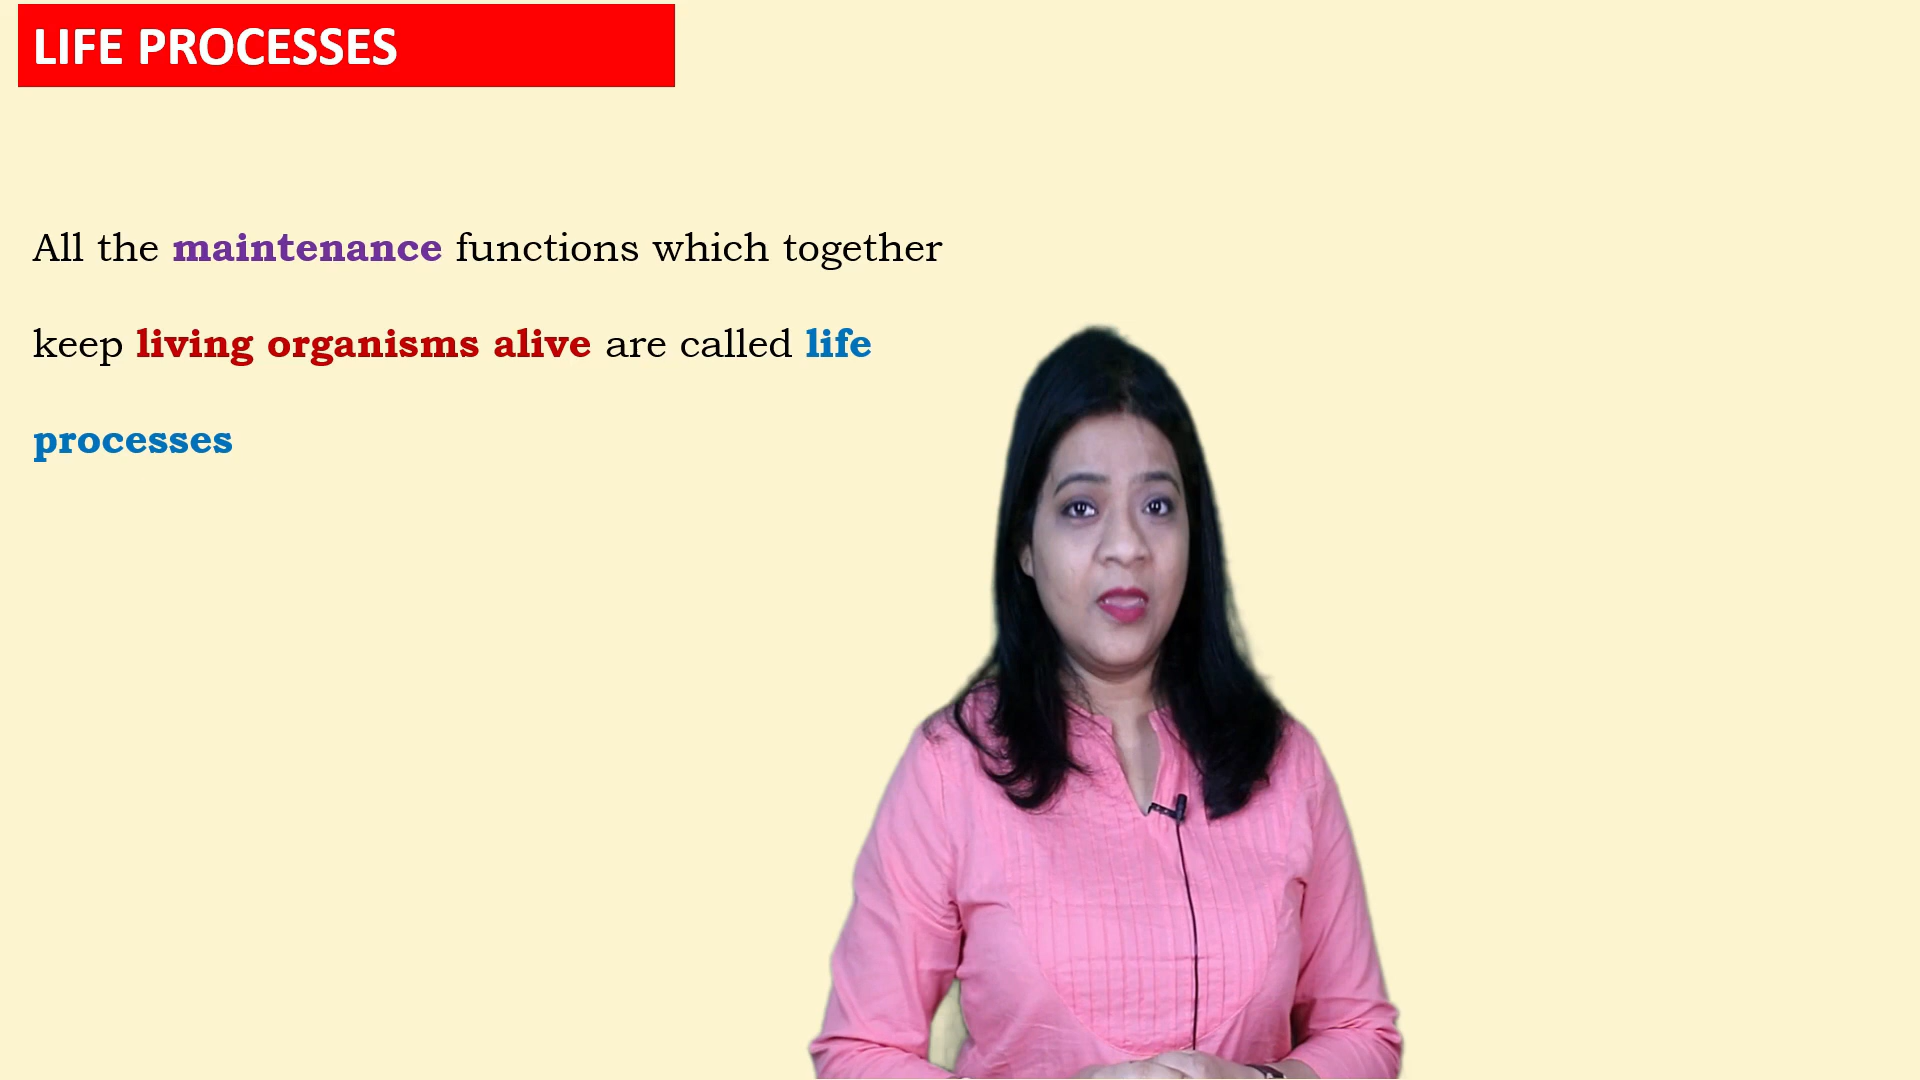 LIFE PROCESSES
All the maintenance functions which together
keep living organisms alive are called life
processes